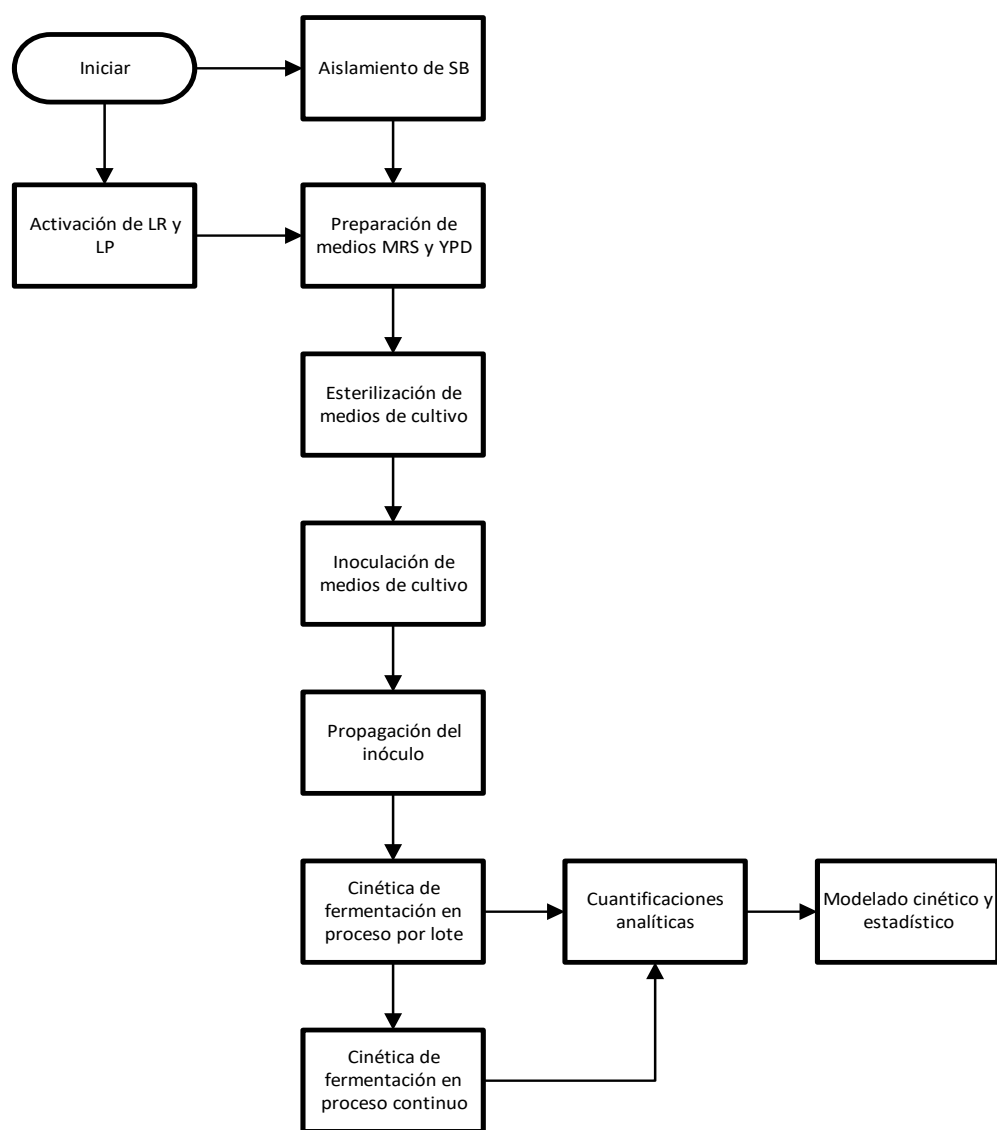 Iniciar
Aislamiento de SB
Activación de LR y
LP
Preparación de
medios MRS y YPD
Esterilización de
medios de cultivo
Inoculación de
medios de cultivo
Propagación del
inóculo
Cinética de
fermentación en
proceso por lote
Cuantificaciones
analíticas
Modelado cinético y
estadístico
Cinética de
fermentación en
proceso continuo